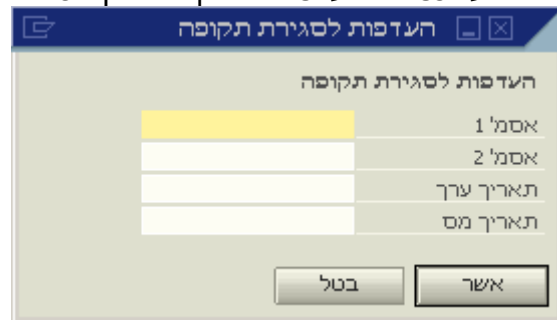 העדפות לסגירת תקופה
העדפות לסגירת תקופה
אסמ' 1
אסמ' 2
תאריך ערך
תאריך מס
אשר
בטל